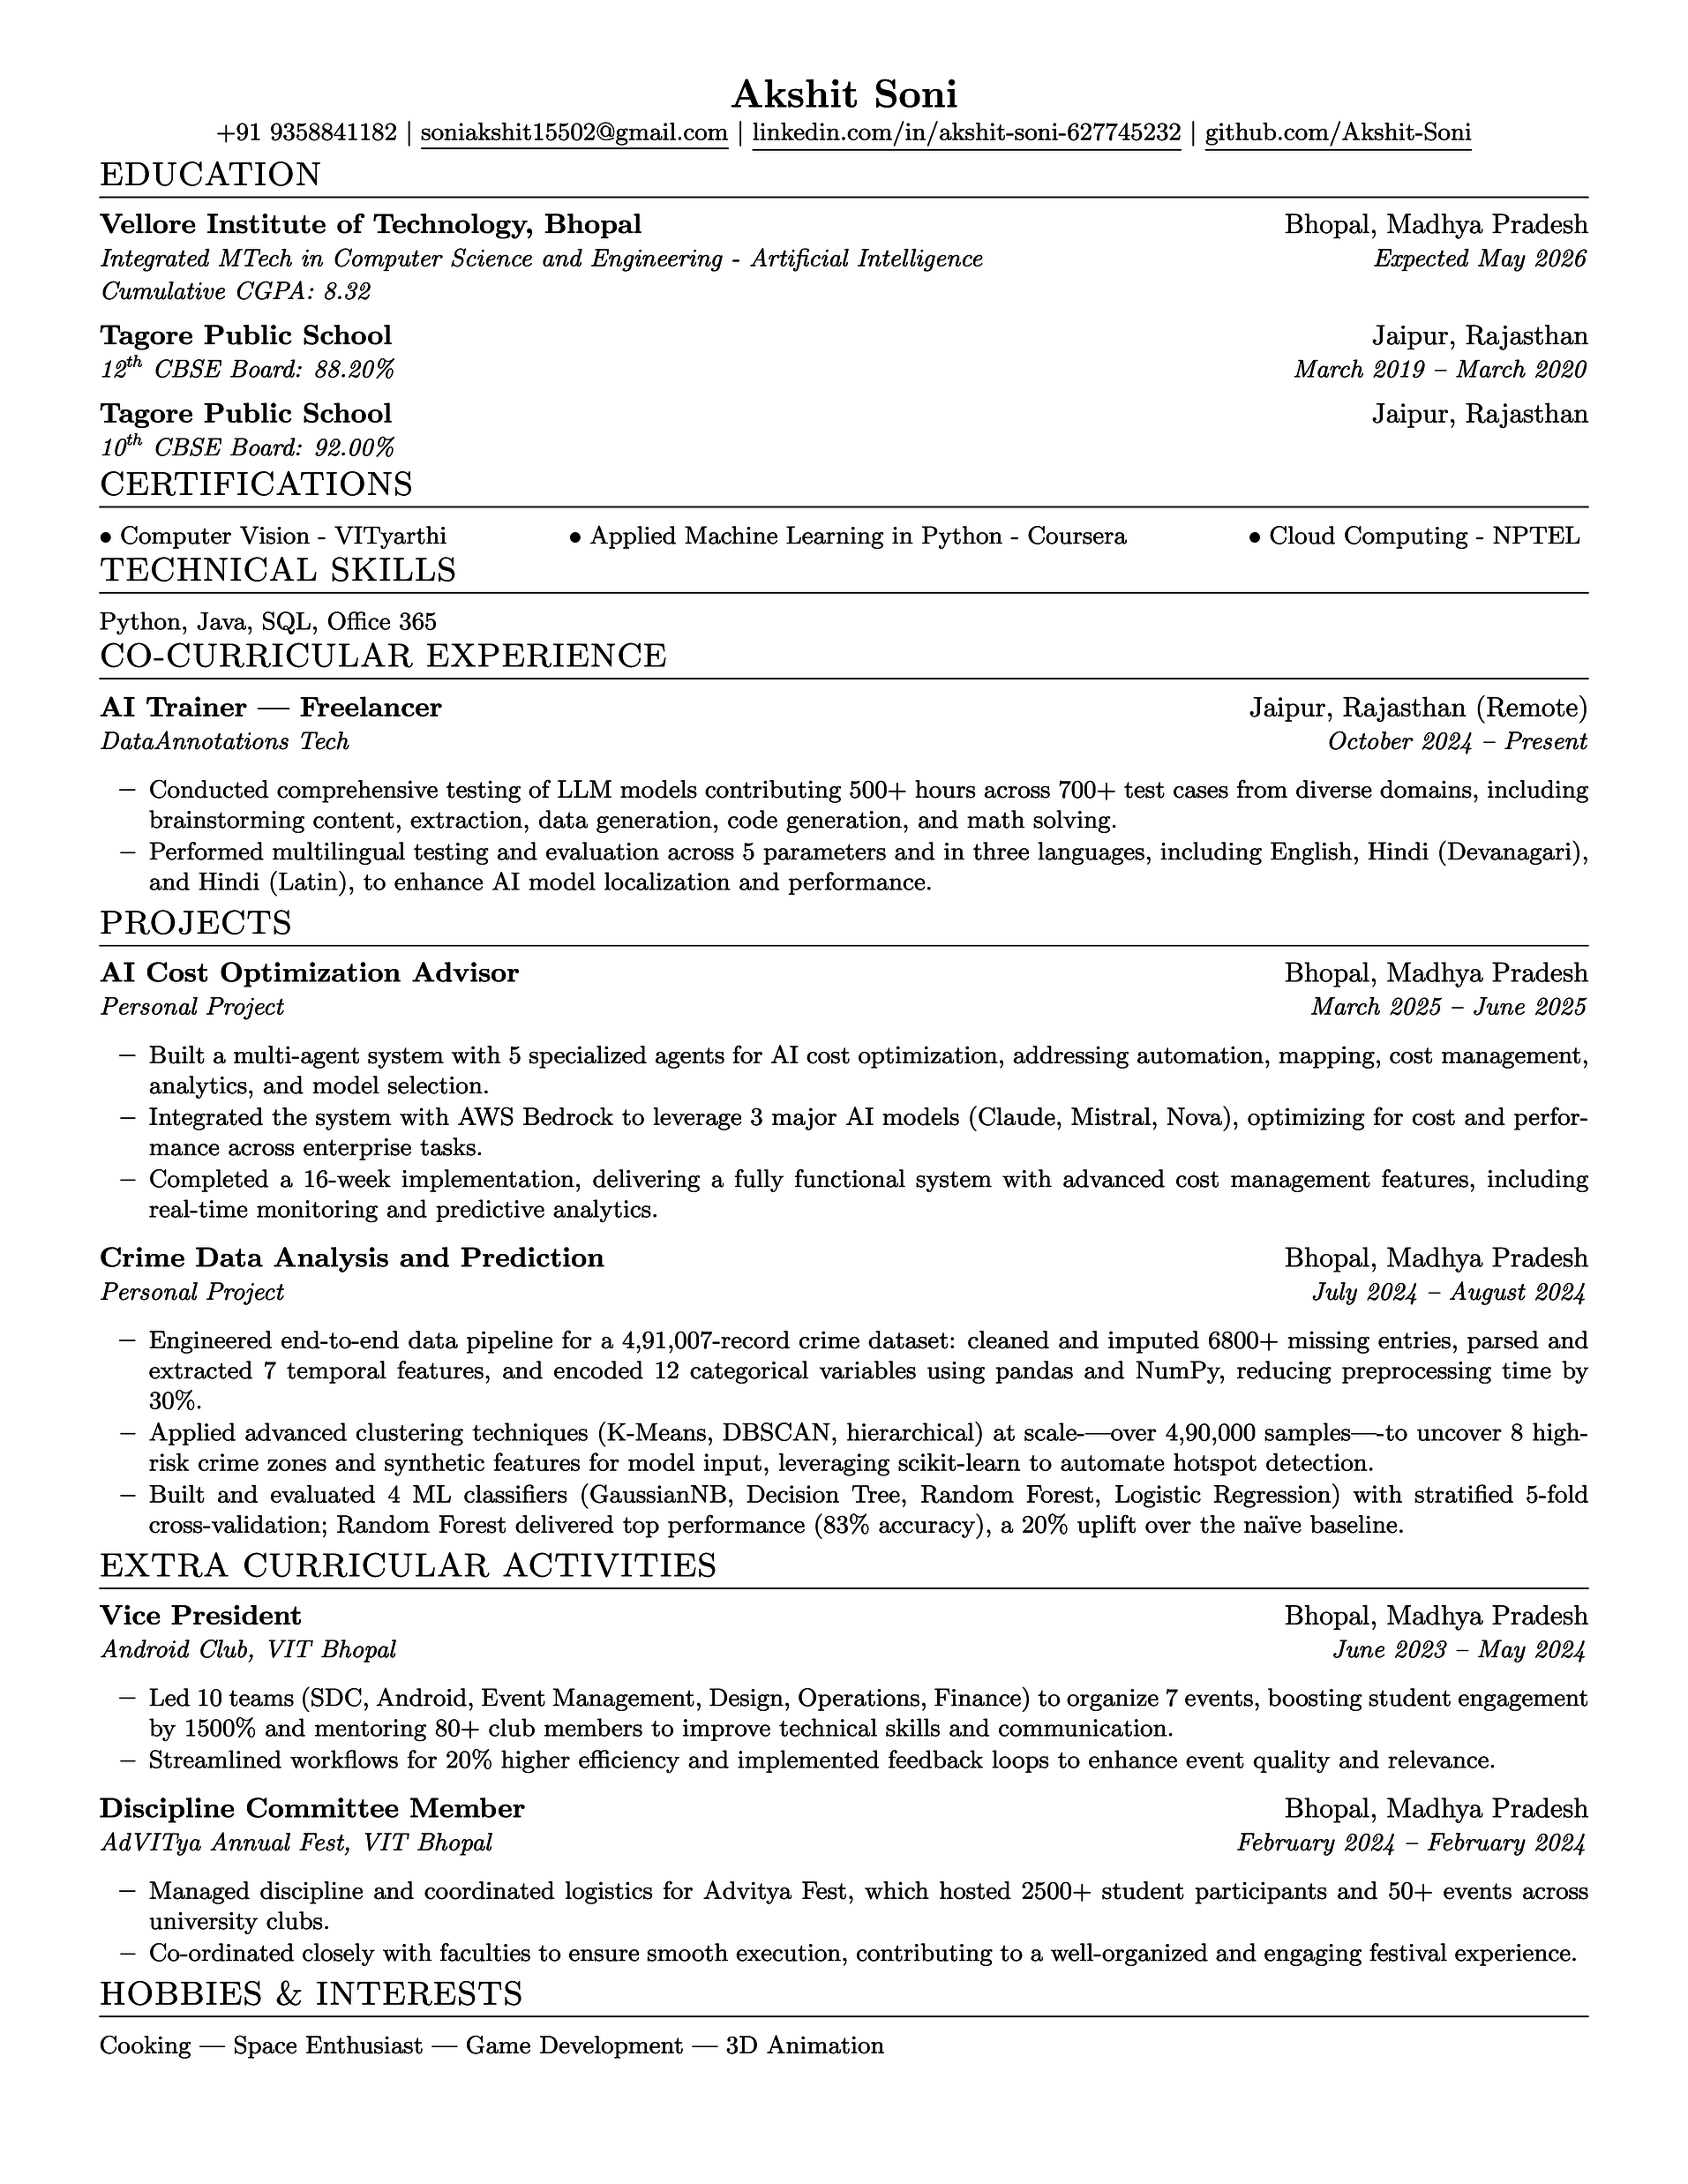 Akshit Soni
+91 9358841182 | soniakshit15502@gmail.com | linkedin.com/in/akshit-soni-627745232 | github.com/Akshit-Soni
EDUCATION
Vellore Institute of Technology, Bhopal Bhopal, Madhya Pradesh
Integrated MTech in Computer Science and Engineering - Artificial Intelligence Expected May 2026
Cumulative CGPA: 8.32
Tagore Public School Jaipur, Rajasthan
12th CBSE Board: 88.20% March 2019 – March 2020
Tagore Public School Jaipur, Rajasthan
10th CBSE Board: 92.00%
CERTIFICATIONS
• Computer Vision - VITyarthi • Applied Machine Learning in Python - Coursera • Cloud Computing - NPTEL
TECHNICAL SKILLS
Python, Java, SQL, Office 365
CO-CURRICULAR EXPERIENCE
AI Trainer — Freelancer Jaipur, Rajasthan (Remote)
DataAnnotations Tech October 2024 – Present
– Conducted comprehensive testing of LLM models contributing 500+ hours across 700+ test cases from diverse domains, including
brainstorming content, extraction, data generation, code generation, and math solving.
– Performed multilingual testing and evaluation across 5 parameters and in three languages, including English, Hindi (Devanagari),
and Hindi (Latin), to enhance AI model localization and performance.
PROJECTS
AI Cost Optimization Advisor Bhopal, Madhya Pradesh
Personal Project March 2025 – June 2025
– Built a multi-agent system with 5 specialized agents for AI cost optimization, addressing automation, mapping, cost management,
analytics, and model selection.
– Integrated the system with AWS Bedrock to leverage 3 major AI models (Claude, Mistral, Nova), optimizing for cost and perfor-
mance across enterprise tasks.
– Completed a 16-week implementation, delivering a fully functional system with advanced cost management features, including
real-time monitoring and predictive analytics.
Crime Data Analysis and Prediction Bhopal, Madhya Pradesh
Personal Project July 2024 – August 2024
– Engineered end-to-end data pipeline for a 4,91,007-record crime dataset: cleaned and imputed 6800+ missing entries, parsed and
extracted 7 temporal features, and encoded 12 categorical variables using pandas and NumPy, reducing preprocessing time by
30%.
– Applied advanced clustering techniques (K-Means, DBSCAN, hierarchical) at scale-—over 4,90,000 samples—-to uncover 8 high-
risk crime zones and synthetic features for model input, leveraging scikit-learn to automate hotspot detection.
– Built and evaluated 4 ML classifiers (GaussianNB, Decision Tree, Random Forest, Logistic Regression) with stratified 5-fold
cross-validation; Random Forest delivered top performance (83% accuracy), a 20% uplift over the naïve baseline.
EXTRA CURRICULAR ACTIVITIES
Vice President Bhopal, Madhya Pradesh
Android Club, VIT Bhopal June 2023 – May 2024
– Led 10 teams (SDC, Android, Event Management, Design, Operations, Finance) to organize 7 events, boosting student engagement
by 1500% and mentoring 80+ club members to improve technical skills and communication.
– Streamlined workflows for 20% higher efficiency and implemented feedback loops to enhance event quality and relevance.
Discipline Committee Member Bhopal, Madhya Pradesh
AdVITya Annual Fest, VIT Bhopal February 2024 – February 2024
– Managed discipline and coordinated logistics for Advitya Fest, which hosted 2500+ student participants and 50+ events across
university clubs.
– Co-ordinated closely with faculties to ensure smooth execution, contributing to a well-organized and engaging festival experience.
HOBBIES & INTERESTS
Cooking — Space Enthusiast — Game Development — 3D Animation